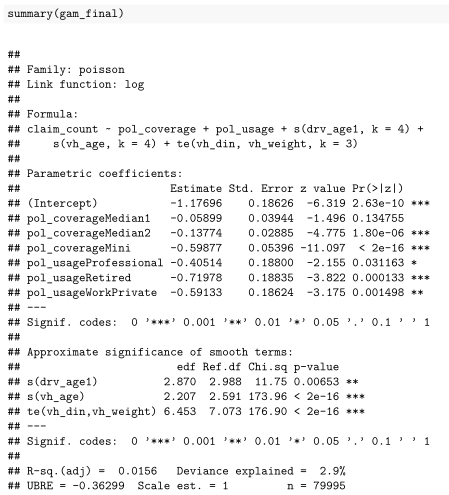 summary(gam_final)
##
## Family: poisson
## Link function: log
##
## Formula:
## claim_count ~ pol_coverage + pol_usage + s(drv_age1, k = 4) +
##     s(vh_age, k = 4) + te(vh_din, vh_weight, k = 3)
##
## Parametric coefficients:
##                       Estimate Std. Error z value Pr(>|z|)
## (Intercept)           -1.17696    0.18626  -6.319 2.63e-10 ***
## pol_coverageMedian1   -0.05899    0.03944  -1.496 0.134755
## pol_coverageMedian2   -0.13774    0.02885  -4.775 1.80e-06 ***
## pol_coverageMini      -0.59877    0.05396 -11.097  < 2e-16 ***
## pol_usageProfessional -0.40514    0.18800  -2.155 0.031163 *
## pol_usageRetired      -0.71978    0.18835  -3.822 0.000133 ***
## pol_usageWorkPrivate  -0.59133    0.18624  -3.175 0.001498 **
## ---
## Signif. codes:  0 '***' 0.001 '**' 0.01 '*' 0.05 '.' 0.1 ' ' 1
##
## Approximate significance of smooth terms:
##                        edf Ref.df Chi.sq p-value
## s(drv_age1)          2.870  2.988  11.75 0.00653 **
## s(vh_age)            2.207  2.591 173.96 < 2e-16 ***
## te(vh_din,vh_weight) 6.453  7.073 176.90 < 2e-16 ***
## ---
## Signif. codes:  0 '***' 0.001 '**' 0.01 '*' 0.05 '.' 0.1 ' ' 1
##
## R-sq.(adj) =  0.0156   Deviance explained =  2.9%
## UBRE = -0.36299  Scale est. = 1         n = 79995